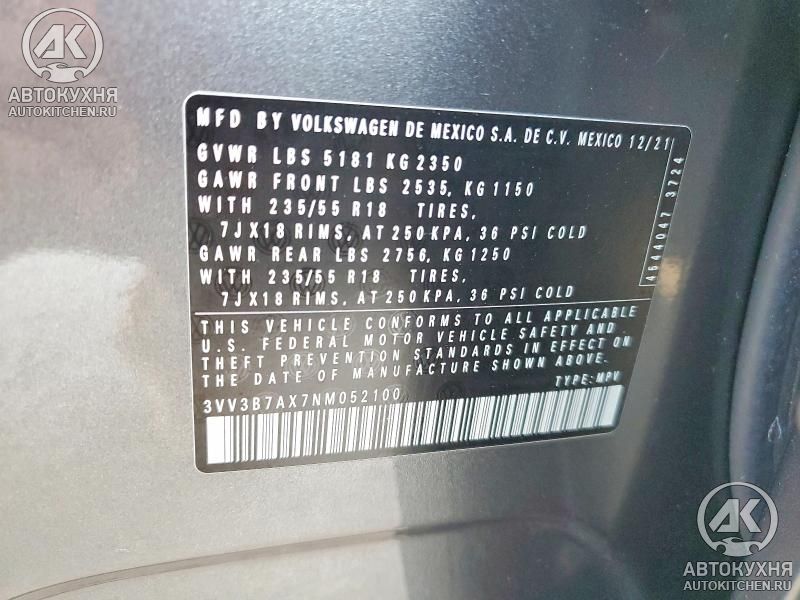 AK
АВТОКУХНЯ
AUTOKITCHEN.RU
MFD BY VOLKSWAGEN DE MEXICO S.A. DE C.V. MEXICO 12/21
GVWR LBS 5181 KG 2350
GAWR FRONT LBS 2535, KG 1150
WITH 235/55 R18 TIRES,
7JX18 RIMS, AT 250 KPA, 36 PSI COLD
GAWR REAR LBS 2756, KG 1250
WITH 235/55 R18 TIRES,
7JX18 RIMS, AT 250 KPA, 36 PSI COLD
4544047 3724
THIS VEHICLE CONFORMS TO ALL APPLICABLE
U.S. FEDERAL MOTOR VEHICLE SAFETY AND
THEFT PREVENTION STANDARDS IN EFFECT ON
THE DATE OF MANUFACTURE SHOWN ABOVE.
3VV3B7AX7NM052100 TYPE: MPV
AK
АВТОКУХНЯ
AUTOKITCHEN.RU